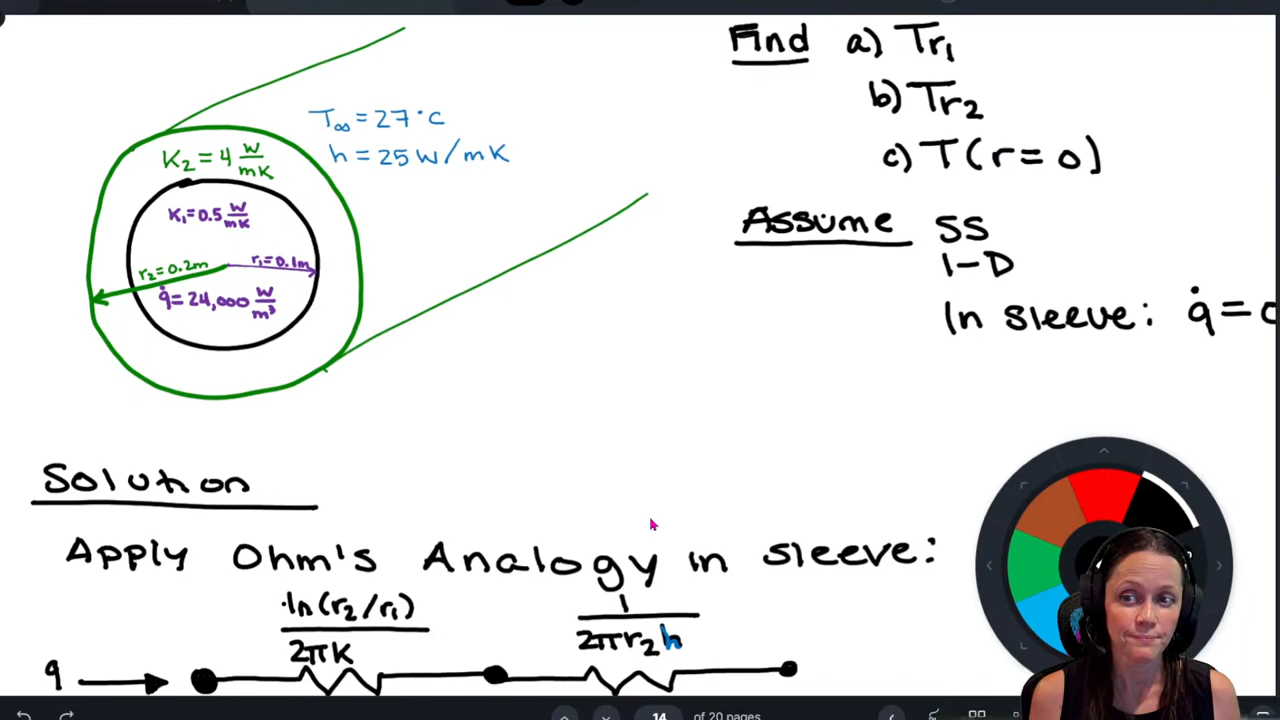 Find a) Tr₁
b) Tr₂
c) T(r=0)
T∞ = 27°C
h = 25 W/mK
K₂ = 4 W/mK
K₁ = 0.5 W/mK
r₂ = 0.2m
r₁ = 0.1m
q̇ = 24,000 W/m³
Assume SS
1-D
In sleeve: q̇ =
Solution
Apply Ohm's Analogy in sleeve:
ln(r₂/r₁)/2πK
1/2πr₂h
q
14 of 20 pages